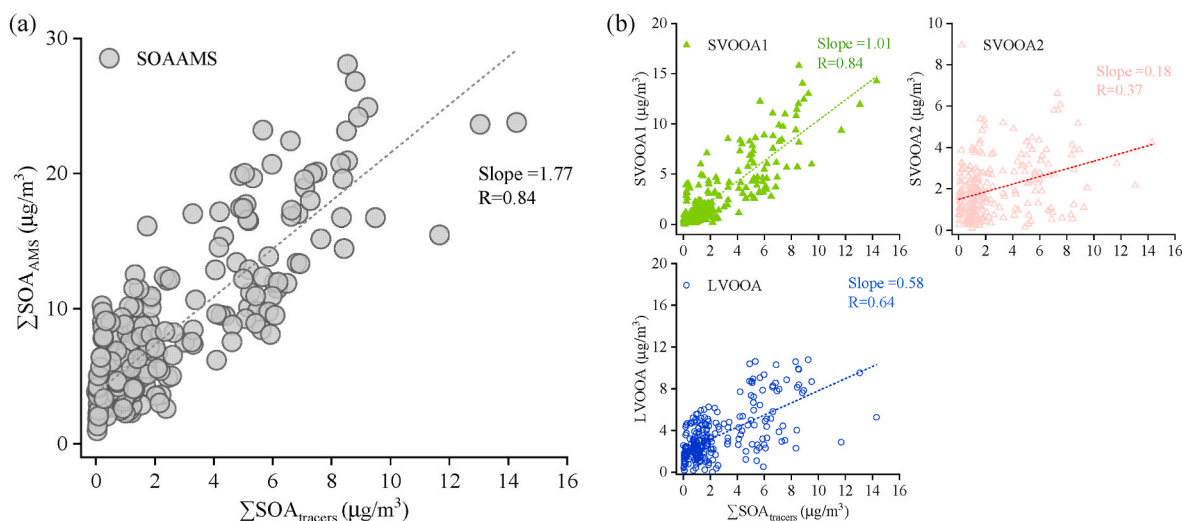 (a)
SOAAMS
∑SOA_AMS (μg/m³)
30
20
10
0
Slope =1.77
R=0.84
0 2 4 6 8 10 12 14 16
∑SOA_tracers (μg/m³)
(b)
SVOOA1
SVOOA1 (μg/m³)
20
15
10
5
0
Slope =1.01
R=0.84
0 2 4 6 8 10 12 14 16
SVOOA2
SVOOA2 (μg/m³)
10
8
6
4
2
0
Slope =0.18
R=0.37
0 2 4 6 8 10 12 14 16
LVOOA
LVOOA (μg/m³)
20
16
12
8
4
0
Slope =0.58
R=0.64
0 2 4 6 8 10 12 14 16
∑SOA_tracers (μg/m³)